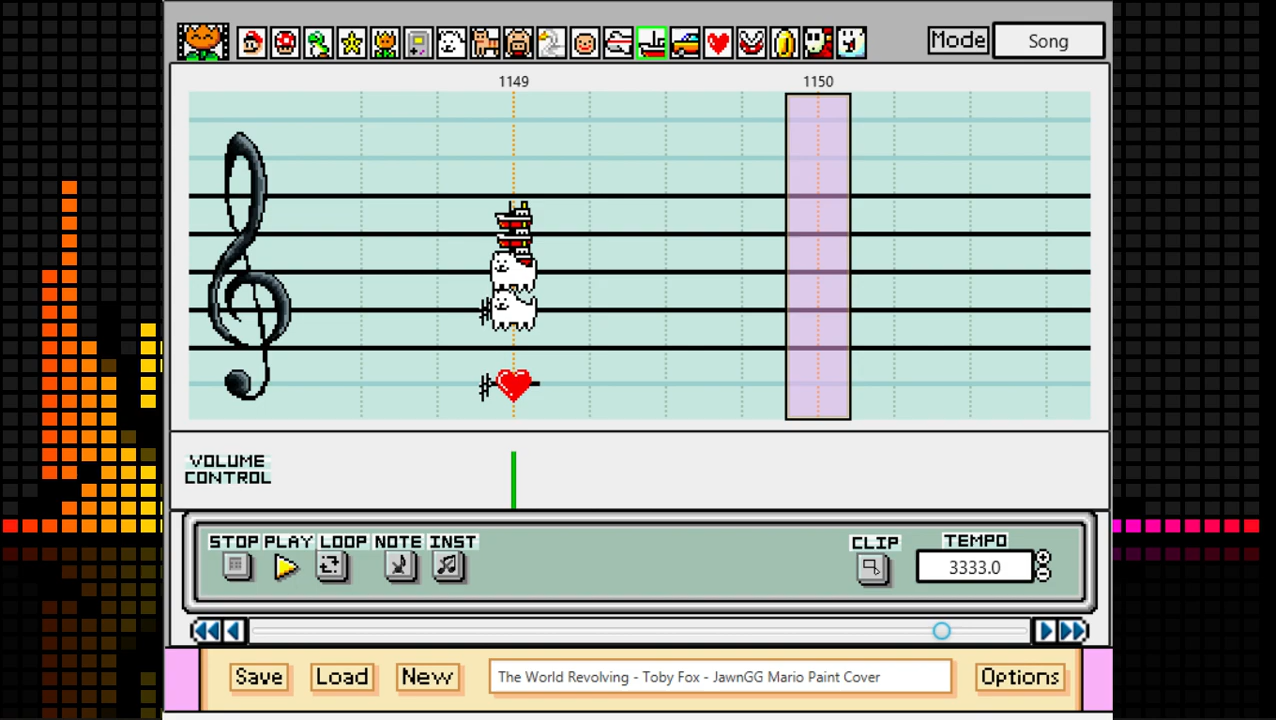 Mode Song
1149 1150
VOLUME
CONTROL
STOP PLAY LOOP NOTE INST CLIP TEMPO
3333.0
Save Load New The World Revolving - Toby Fox - JawnGG Mario Paint Cover Options